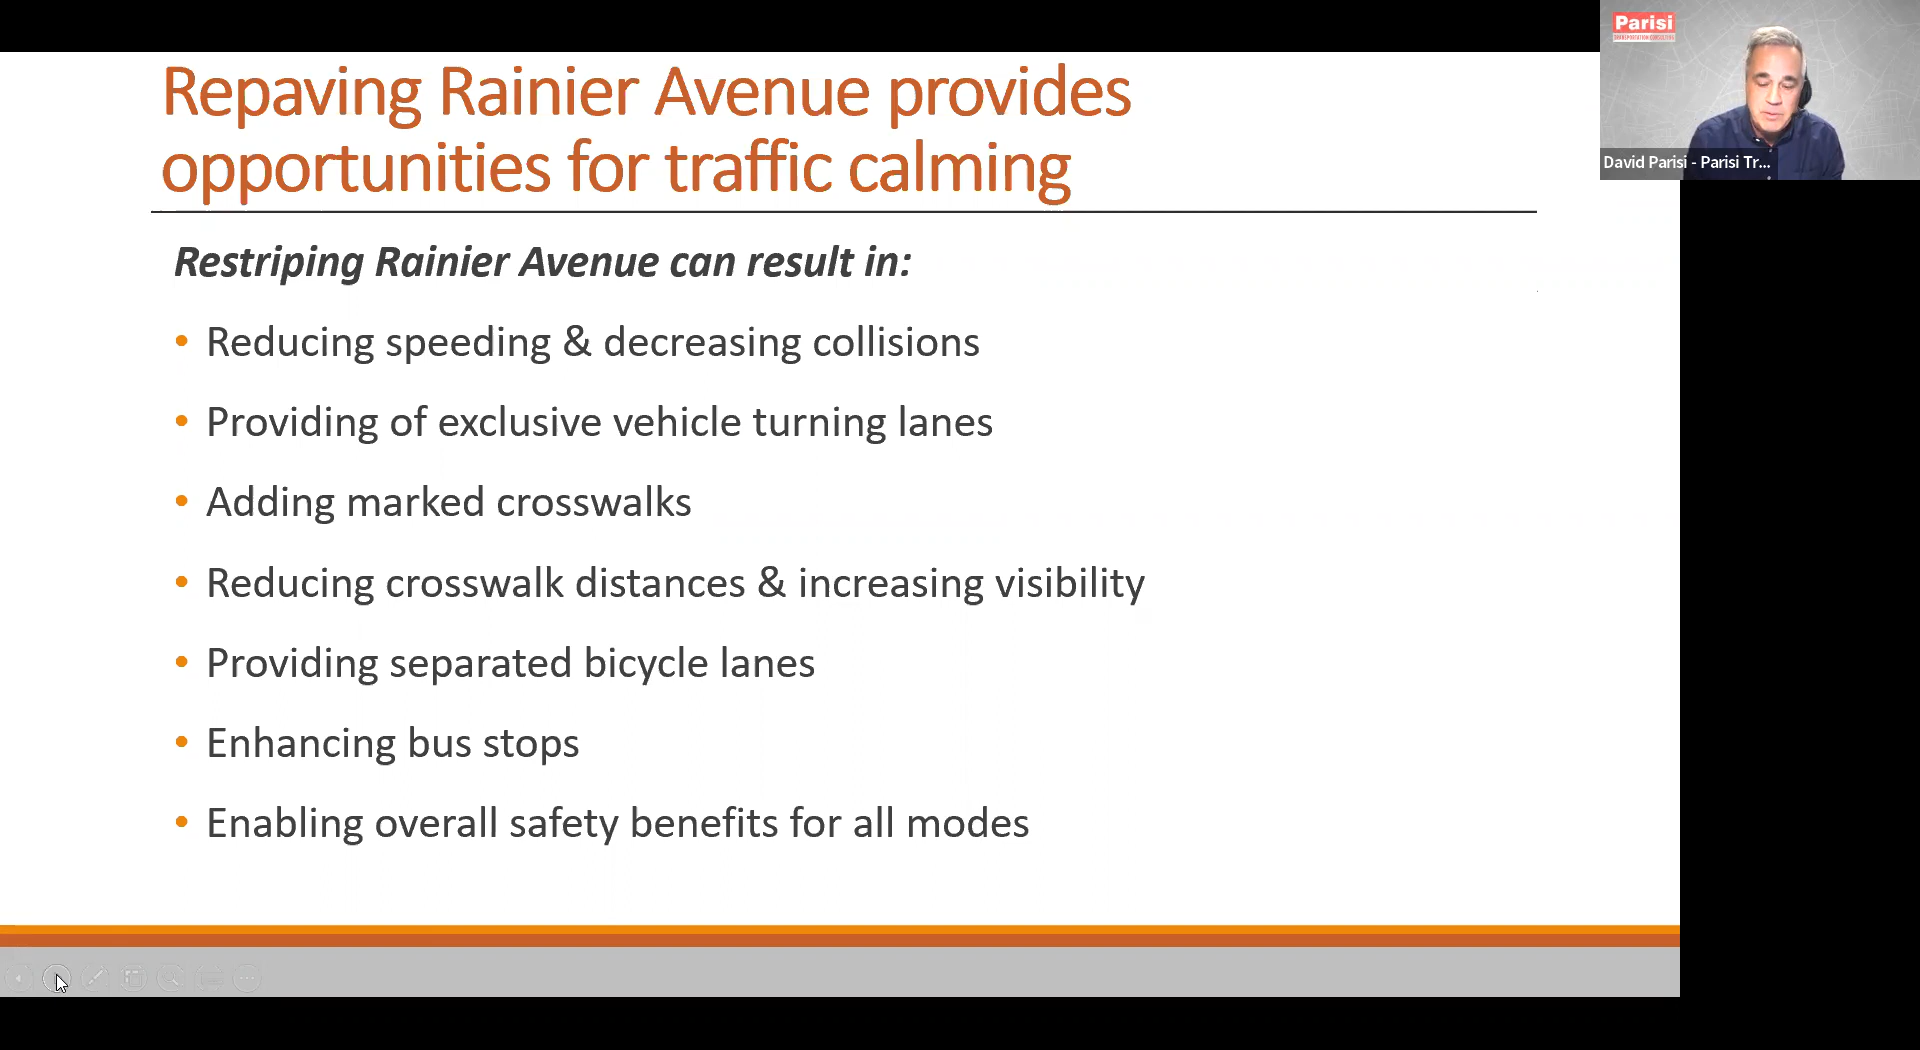 Repaving Rainier Avenue provides
opportunities for traffic calming
Restriping Rainier Avenue can result in:
• Reducing speeding & decreasing collisions
• Providing of exclusive vehicle turning lanes
• Adding marked crosswalks
• Reducing crosswalk distances & increasing visibility
• Providing separated bicycle lanes
• Enhancing bus stops
• Enabling overall safety benefits for all modes
Parisi
TRANSPORTATION CONSULTING
David Parisi - Parisi Tr...